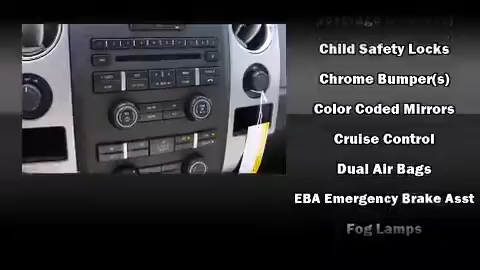 Child Safety Locks
Chrome Bumper(s)
Color Coded Mirrors
Cruise Control
Dual Air Bags
EBA Emergency Brake Asst
Fog Lamps